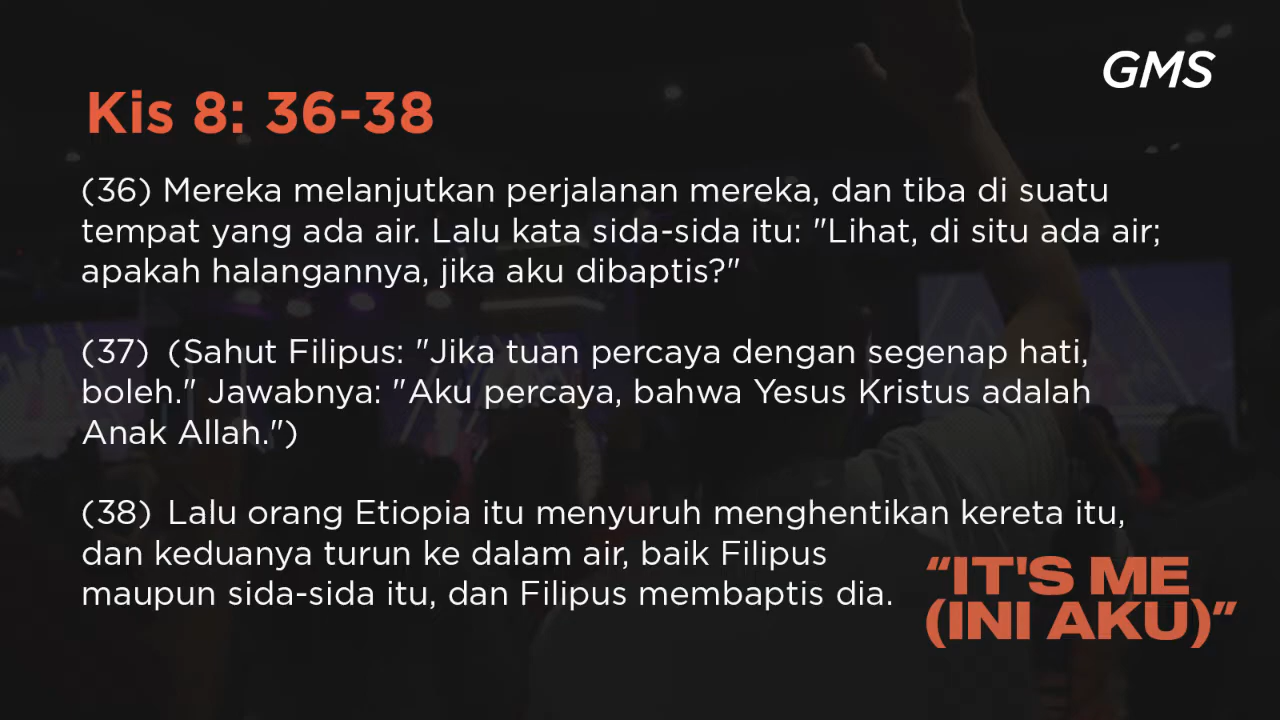 GMS
Kis 8: 36-38
(36) Mereka melanjutkan perjalanan mereka, dan tiba di suatu
tempat yang ada air. Lalu kata sida-sida itu: "Lihat, di situ ada air;
apakah halangannya, jika aku dibaptis?"
(37) (Sahut Filipus: "Jika tuan percaya dengan segenap hati,
boleh." Jawabnya: "Aku percaya, bahwa Yesus Kristus adalah
Anak Allah.")
(38) Lalu orang Etiopia itu menyuruh menghentikan kereta itu,
dan keduanya turun ke dalam air, baik Filipus
maupun sida-sida itu, dan Filipus membaptis dia.
“IT'S ME
(INI AKU)”